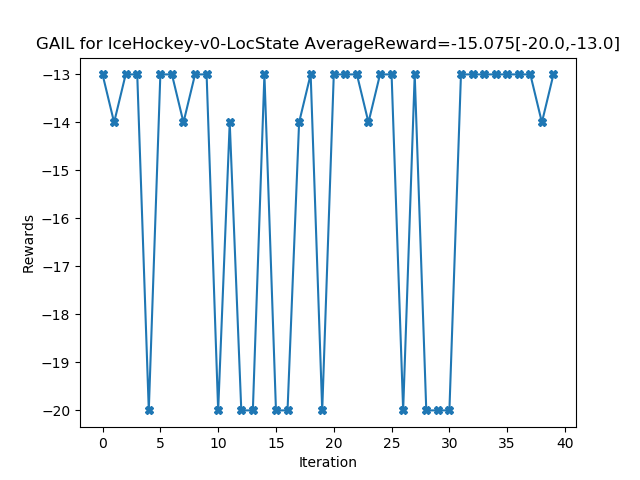 GAIL for IceHockey-v0-LocState AverageReward=-15.075[-20.0,-13.0]
−13
−14
−15
−16
−17
−18
−19
−20
Rewards
0 5 10 15 20 25 30 35 40
Iteration